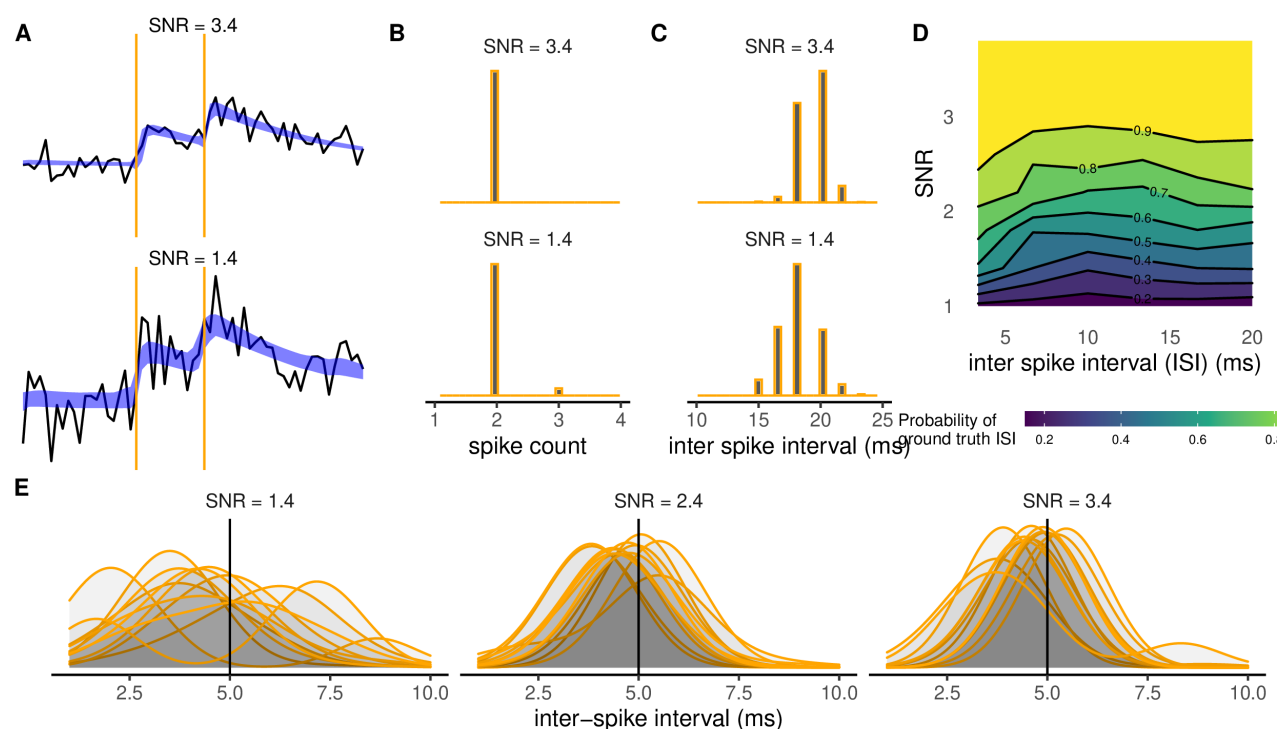 A
SNR = 3.4
SNR = 1.4
B
SNR = 3.4
SNR = 1.4
1 2 3 4
spike count
C
SNR = 3.4
SNR = 1.4
10 15 20 25
inter spike interval (ms)
D
SNR
3
2
1
0.9
0.8
0.7
0.6
0.5
0.4
0.3
0.2
5 10 15 20
inter spike interval (ISI) (ms)
Probability of
ground truth ISI
0.2 0.4 0.6
E
SNR = 1.4
2.5 5.0 7.5 10.0
SNR = 2.4
2.5 5.0 7.5 10.0
SNR = 3.4
2.5 5.0 7.5 10.0
inter−spike interval (ms)